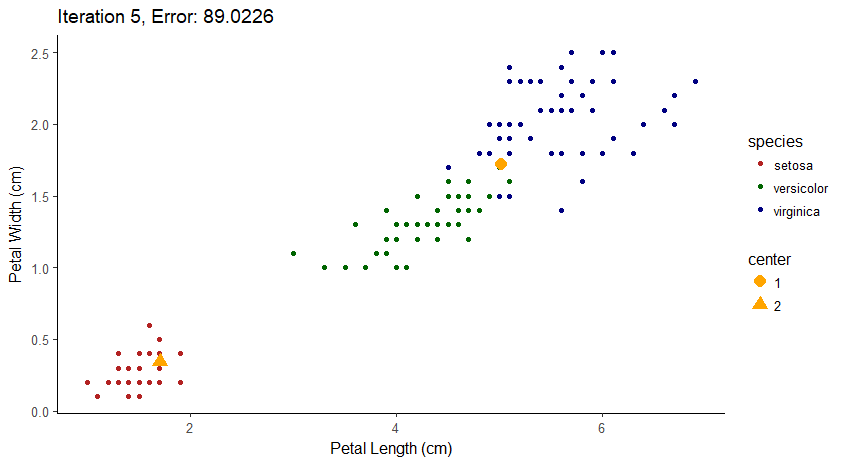 Iteration 5, Error: 89.0226
2.5
2.0
1.5
1.0
0.5
0.0
Petal Width (cm)
2
4
6
Petal Length (cm)
species
setosa
versicolor
virginica
center
1
2